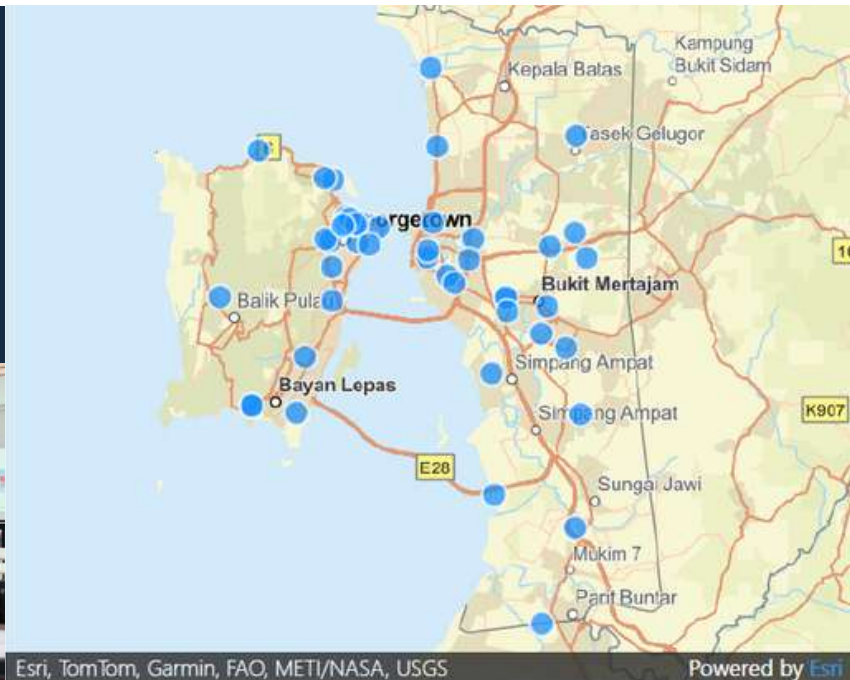 Kampung
Bukit Sidam
Kepala Batas
Tasek Gelugor
orgetown
Bukit Mertajam
Balik Pulau
Simpang Ampat
Bayan Lepas
Simpang Ampat
K907
E28
Sungai Jawi
Mukim 7
Parit Buntar
Esri, TomTom, Garmin, FAO, METI/NASA, USGS
Powered by Esri